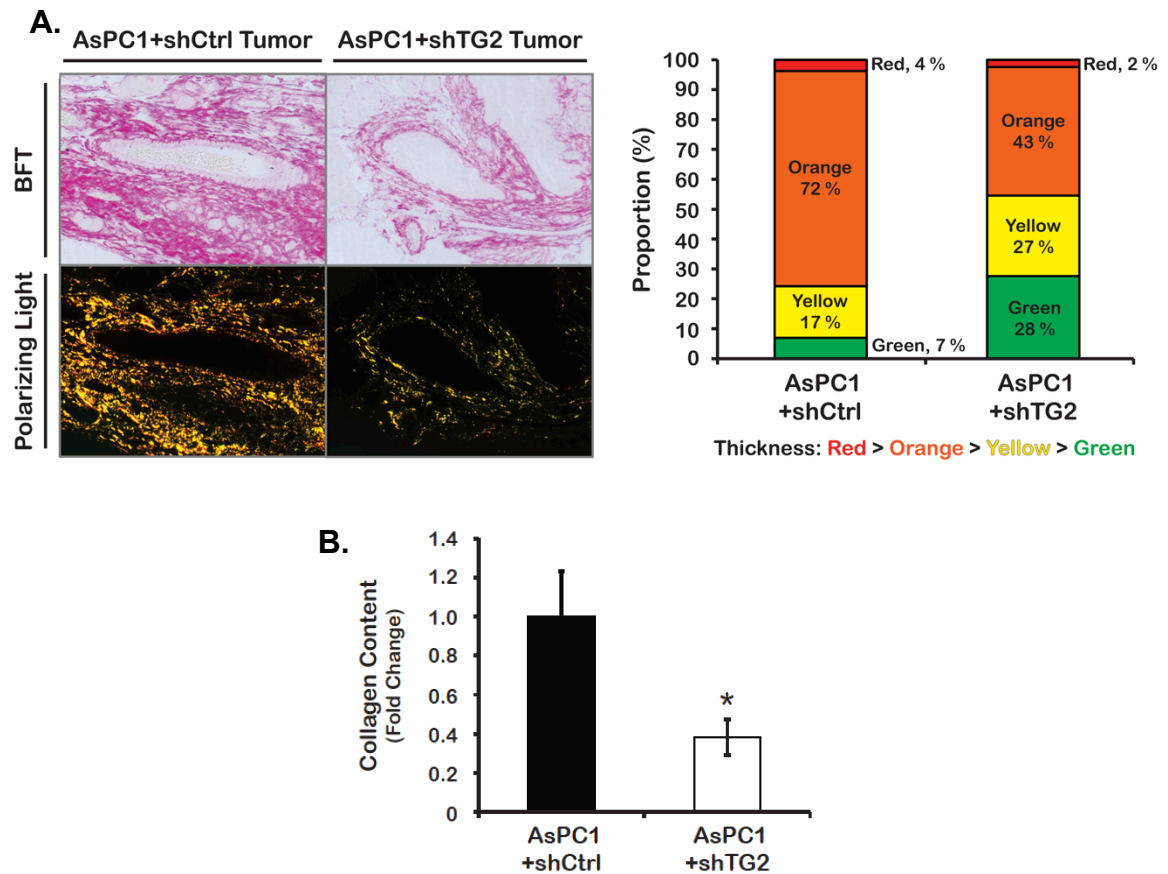 A.
AsPC1+shCtrl Tumor
AsPC1+shTG2 Tumor
BFT
Polarizing Light
Proportion (%)
100
90
80
70
60
50
40
30
20
10
0
Red, 4 %
Orange
72 %
Yellow
17 %
Green, 7 %
Red, 2 %
Orange
43 %
Yellow
27 %
Green
28 %
AsPC1
+shCtrl
AsPC1
+shTG2
Thickness: Red > Orange > Yellow > Green
B.
Collagen Content
(Fold Change)
1.4
1.2
1.0
0.8
0.6
0.4
0.2
0
*
AsPC1
+shCtrl
AsPC1
+shTG2